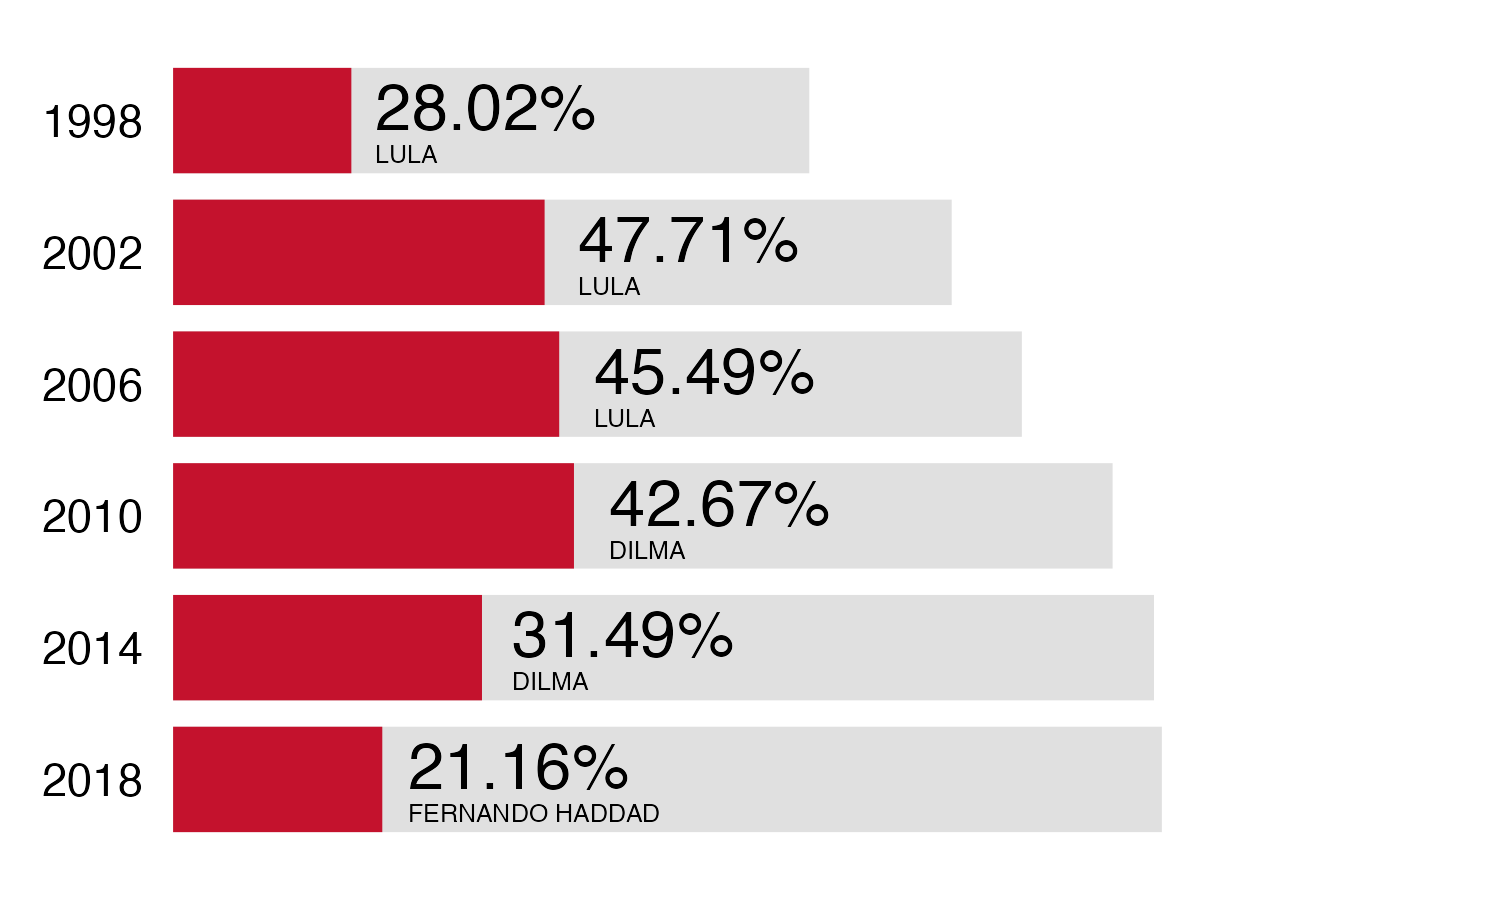 1998
28.02%
LULA
2002
47.71%
LULA
2006
45.49%
LULA
2010
42.67%
DILMA
2014
31.49%
DILMA
2018
21.16%
FERNANDO HADDAD